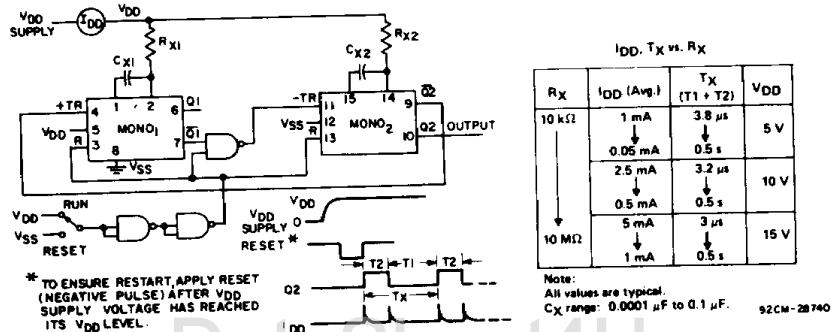 VDD SUPPLY
IDD
VDD
RX1
RX2
CX1
CX2
+TR 4
1 2
6 Q1
VDD 5
MONO1
R 3
7 Q1
8
VSS
-TR 11
15 14
9 Q2
VSS 12
MONO2
R 13
10 Q2 OUTPUT
RUN
VDD
VSS
RESET
VDD
VDD SUPPLY 0
RESET *
T2 T1 T2
Q2
TX
IDD
* TO ENSURE RESTART, APPLY RESET
(NEGATIVE PULSE) AFTER VDD
SUPPLY VOLTAGE HAS REACHED
ITS VDD LEVEL.
IDD, TX vs. RX
RX IDD (Avg.) TX (T1 + T2) VDD
10 kΩ 1 mA 3.8 µs 5 V
0.05 mA 0.5 s
2.5 mA 3.2 µs 10 V
0.5 mA 0.5 s
5 mA 3 µs 15 V
10 MΩ 1 mA 0.5 s
Note:
All values are typical.
CX range: 0.0001 µF to 0.1 µF.
92CM-28740